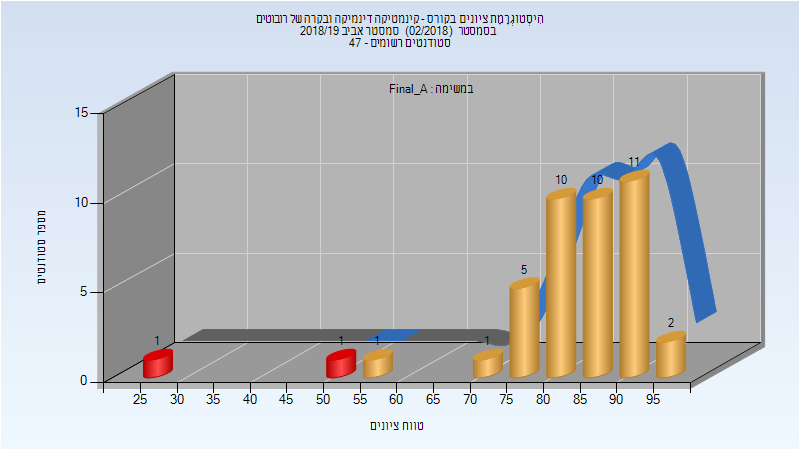 היסטוגרמת ציונים בקורס - קינמטיקה דינמיקה ובקרה של רובוטים
בסמסטר (02/2018) סמסטר אביב 2018/19
סטודנטים רשומים - 47
במשימה : Final_A
מספר סטודנטים
15
10
5
0
1
1
1
1
5
10
10
11
2
25 30 35 40 45 50 55 60 65 70 75 80 85 90 95
טווח ציונים